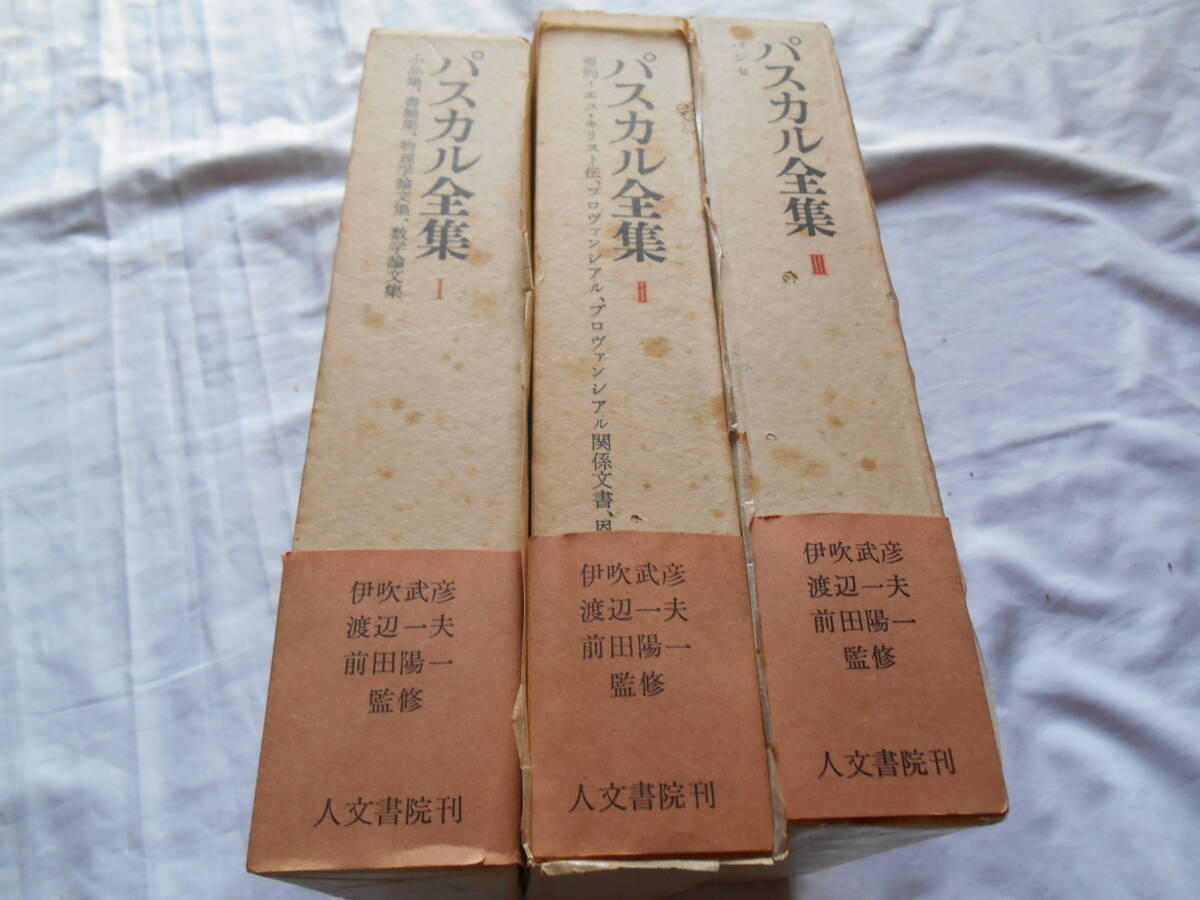 パスカル全集
小品集、書簡集、物理学論文集、数学論文集
I
伊吹武彦
渡辺一夫
前田陽一
監修
人文書院刊
パスカル全集
要約イエス・キリスト伝、プロヴァンシアル、プロヴァンシアル関係文書、恩
II
伊吹武彦
渡辺一夫
前田陽一
監修
人文書院刊
パスカル全集
パンセ
III
伊吹武彦
渡辺一夫
前田陽一
監修
人文書院刊